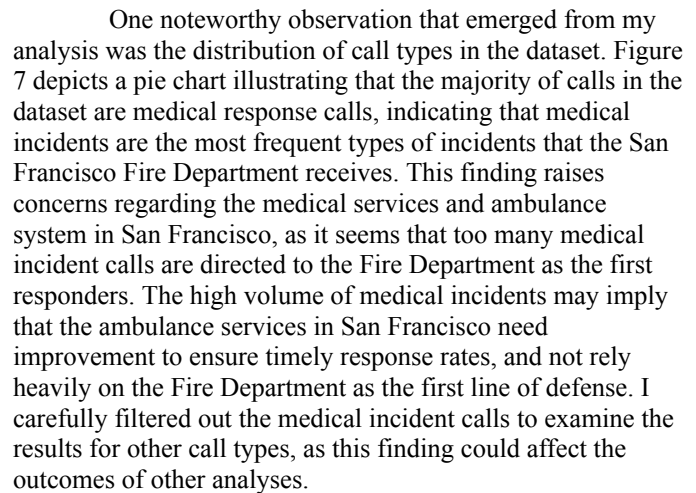 One noteworthy observation that emerged from my
analysis was the distribution of call types in the dataset. Figure
7 depicts a pie chart illustrating that the majority of calls in the
dataset are medical response calls, indicating that medical
incidents are the most frequent types of incidents that the San
Francisco Fire Department receives. This finding raises
concerns regarding the medical services and ambulance
system in San Francisco, as it seems that too many medical
incident calls are directed to the Fire Department as the first
responders. The high volume of medical incidents may imply
that the ambulance services in San Francisco need
improvement to ensure timely response rates, and not rely
heavily on the Fire Department as the first line of defense. I
carefully filtered out the medical incident calls to examine the
results for other call types, as this finding could affect the
outcomes of other analyses.